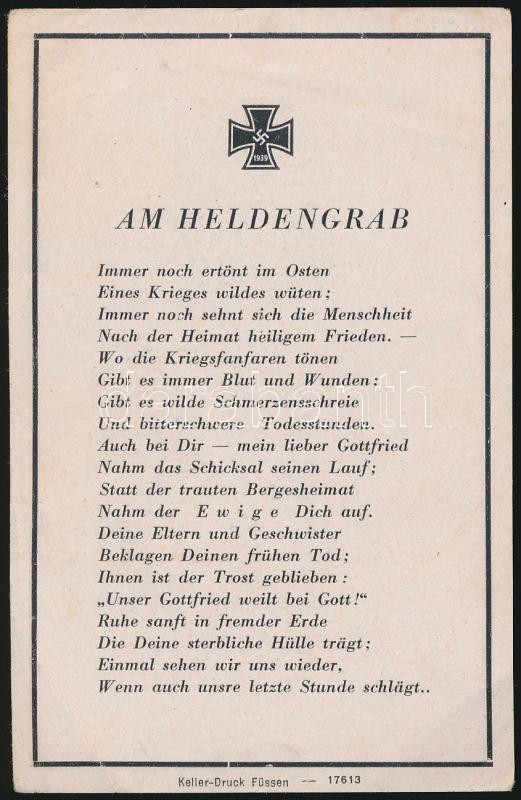 1939
AM HELDENGRAB
Immer noch ertönt im Osten
Eines Krieges wildes wüten;
Immer noch sehnt sich die Menschheit
Nach der Heimat heiligem Frieden. —
Wo die Kriegsfanfaren tönen
Gibt es immer Blut und Wunden;
Gibt es wilde Schmerzensschreie
Und bitterschwere Todesstunden.
Auch bei Dir — mein lieber Gottfried
Nahm das Schicksal seinen Lauf;
Statt der trauten Bergesheimat
Nahm der E w i g e Dich auf.
Deine Eltern und Geschwister
Beklagen Deinen frühen Tod;
Ihnen ist der Trost geblieben:
„Unser Gottfried weilt bei Gott!“
Ruhe sanft in fremder Erde
Die Deine sterbliche Hülle trägt;
Einmal sehen wir uns wieder,
Wenn auch unsre letzte Stunde schlägt..
Keller-Druck Füssen -- 17613